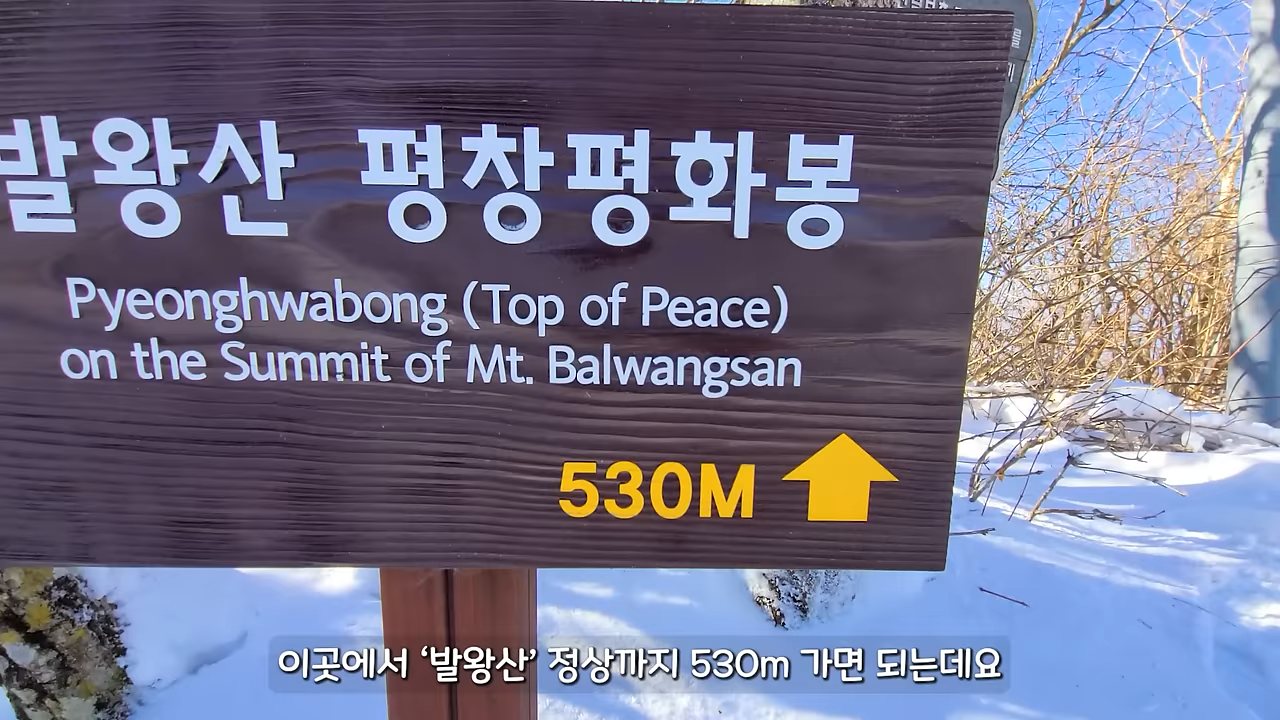 발왕산 평창평화봉
Pyeonghwabong (Top of Peace)
on the Summit of Mt. Balwangsan
530M
이곳에서 ‘발왕산’ 정상까지 530m 가면 되는데요